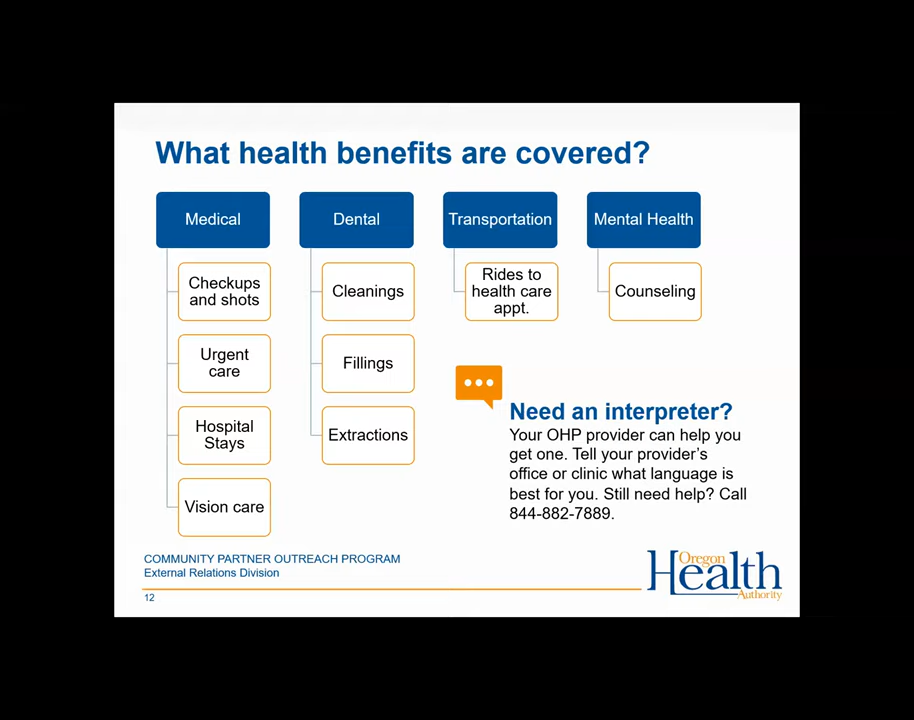 What health benefits are covered?
Medical
Dental
Transportation
Mental Health
Checkups
and shots
Cleanings
Rides to
health care
appt.
Counseling
Urgent
care
Fillings
Hospital
Stays
Extractions
Vision care
Need an interpreter?
Your OHP provider can help you
get one. Tell your provider's
office or clinic what language is
best for you. Still need help? Call
844-882-7889.
COMMUNITY PARTNER OUTREACH PROGRAM
External Relations Division
12
Oregon
Health
Authority